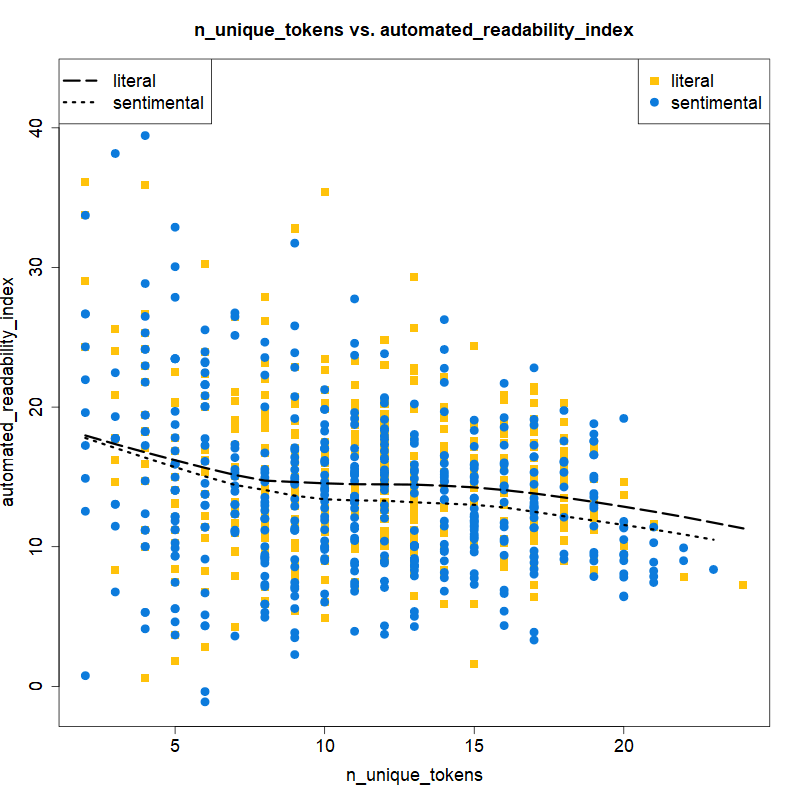 n_unique_tokens vs. automated_readability_index
literal
sentimental
literal
sentimental
automated_readability_index
40
30
20
10
0
5
10
15
20
n_unique_tokens